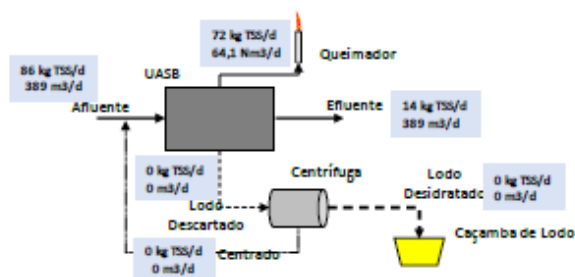 72 kg TSS/d
64,1 Nm3/d
Queimador
86 kg TSS/d
389 m3/d
UASB
Afluente
Efluente
14 kg TSS/d
389 m3/d
0 kg TSS/d
0 m3/d
Centrífuga
Lodo
Desidratado
0 kg TSS/d
0 m3/d
Lodo
Descartado
Caçamba de Lodo
0 kg TSS/d
0 m3/d
Centrado